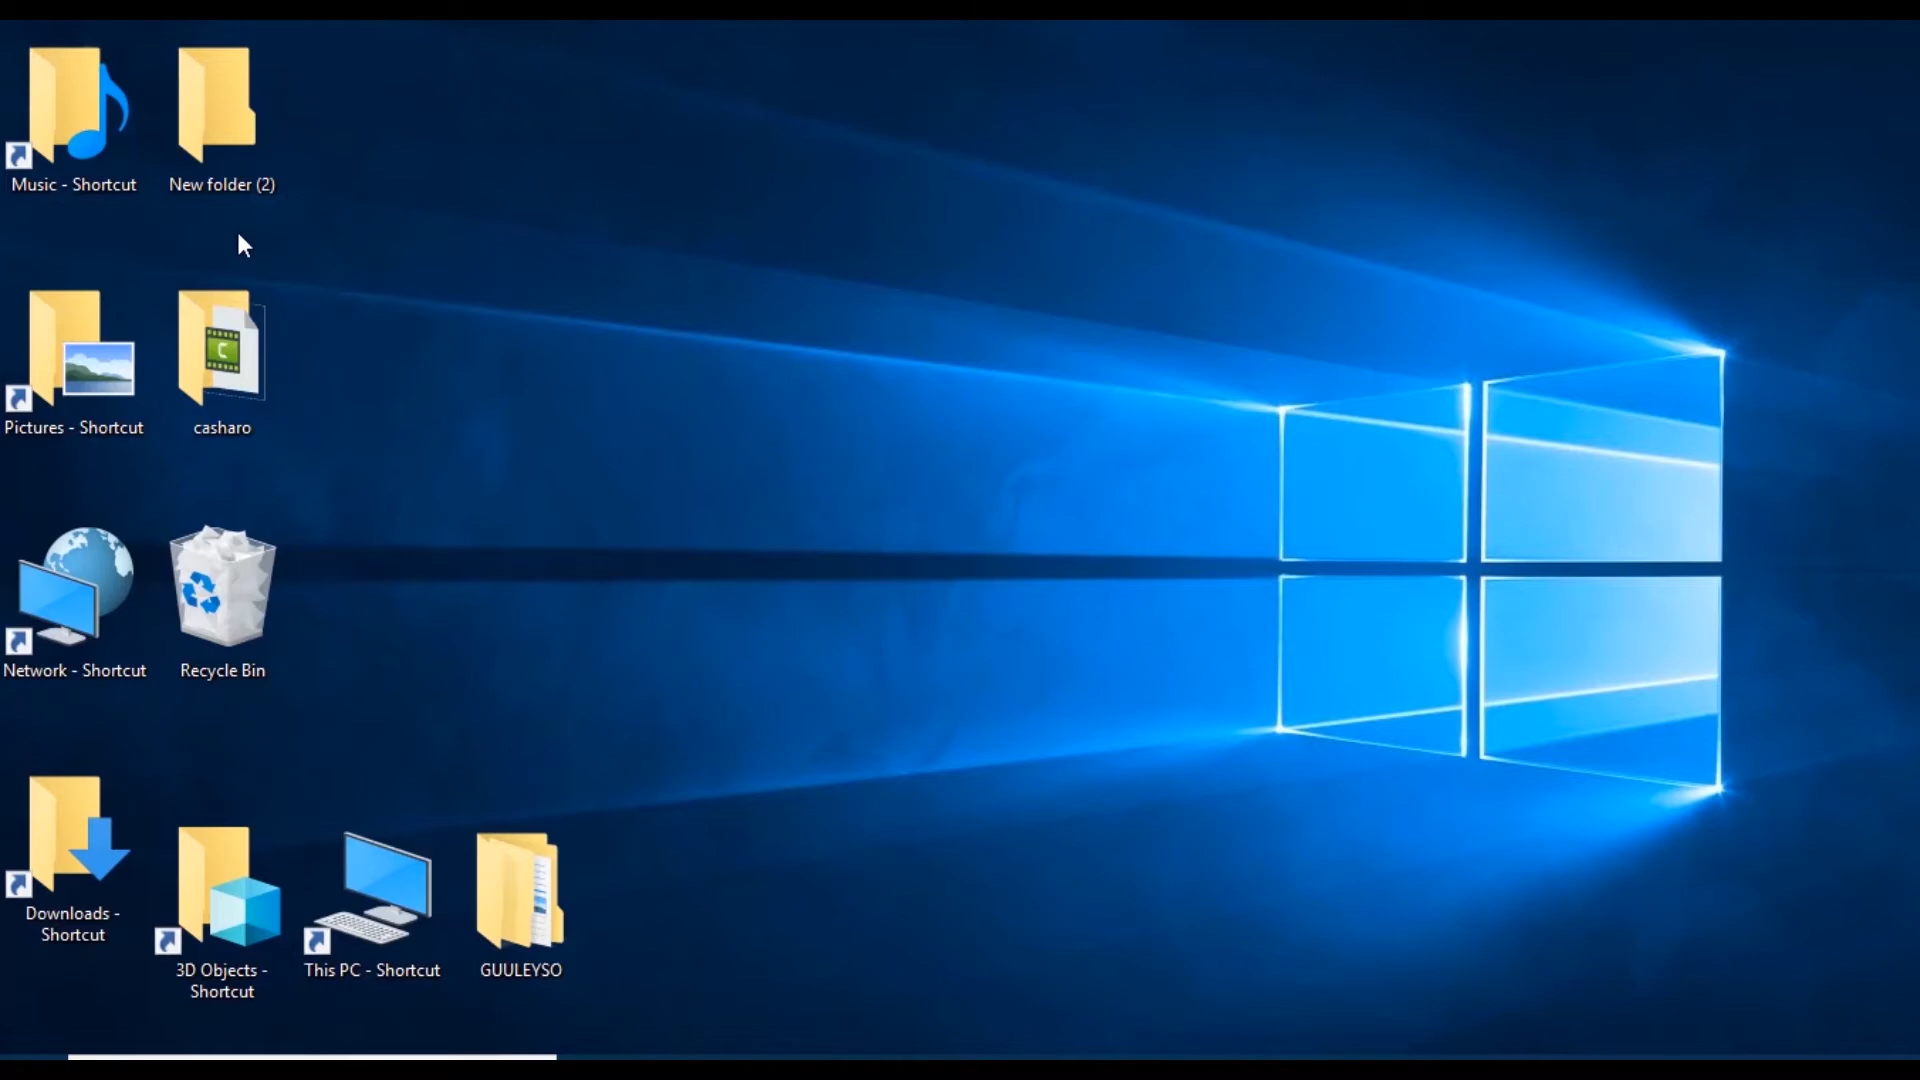 Music - Shortcut
New folder (2)
Pictures - Shortcut
casharo
Network - Shortcut
Recycle Bin
Downloads -
Shortcut
3D Objects -
Shortcut
This PC - Shortcut
GUULEYSO